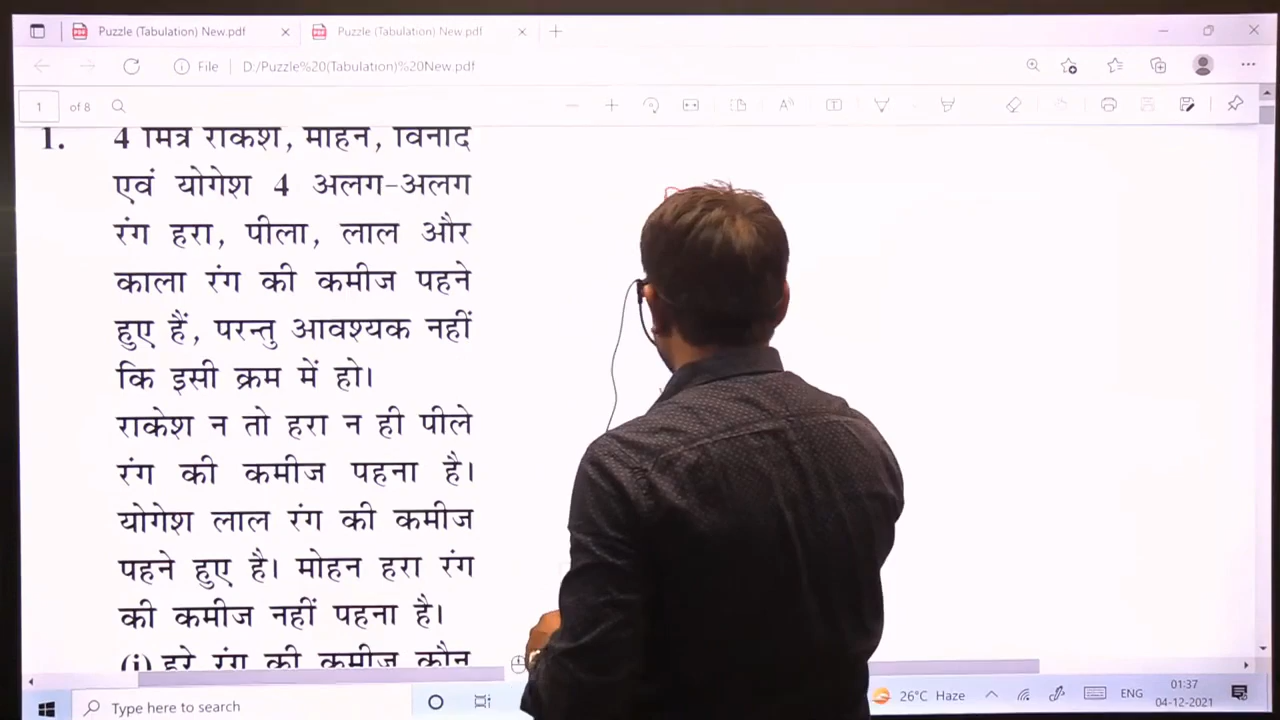 Puzzle (Tabulation) New.pdf
Puzzle (Tabulation) New.pdf
File D:/Puzzle%20(Tabulation)%20New.pdf
1 of 8
1. 4 मित्र राकेश, मोहन, विनोद
एवं योगेश 4 अलग-अलग
रंग हरा, पीला, लाल और
काला रंग की कमीज पहने
हुए हैं, परन्तु आवश्यक नहीं
कि इसी क्रम में हो।
राकेश न तो हरा न ही पीले
रंग की कमीज पहना है।
योगेश लाल रंग की कमीज
पहने हुए है। मोहन हरा रंग
की कमीज नहीं पहना है।
(i) हरे रंग की कमीज कौन
Type here to search
26°C Haze
ENG
01:37
04-12-2021